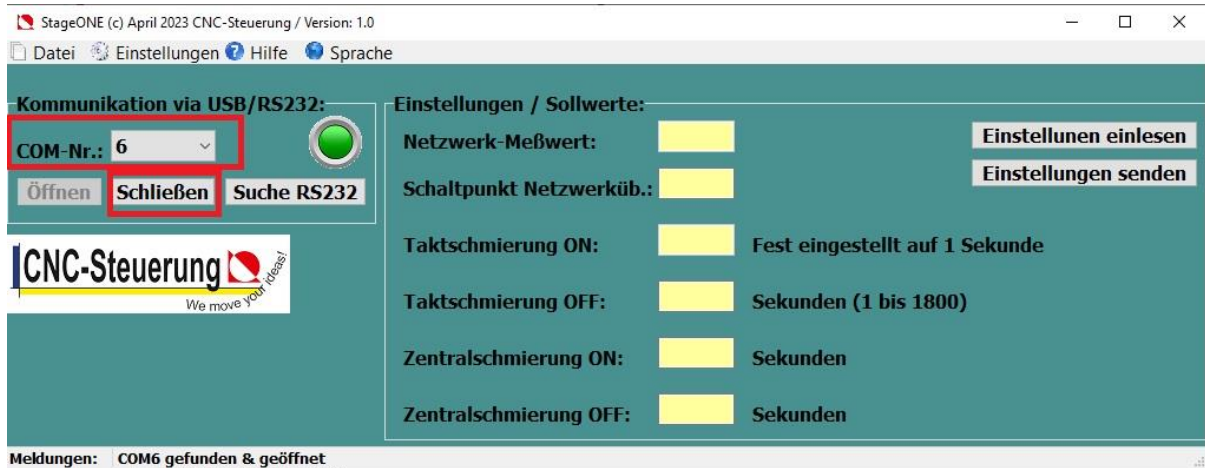 StageONE (c) April 2023 CNC-Steuerung / Version: 1.0
Datei Einstellungen Hilfe Sprache
Kommunikation via USB/RS232:
COM-Nr.: 6
Öffnen Schließen Suche RS232
CNC-Steuerung
We move your ideas!
Einstellungen / Sollwerte:
Netzwerk-Meßwert:
Schaltpunkt Netzwerküb.:
Taktschmierung ON: Fest eingestellt auf 1 Sekunde
Taktschmierung OFF: Sekunden (1 bis 1800)
Zentralschmierung ON: Sekunden
Zentralschmierung OFF: Sekunden
Einstellunen einlesen
Einstellungen senden
Meldungen: COM6 gefunden & geöffnet